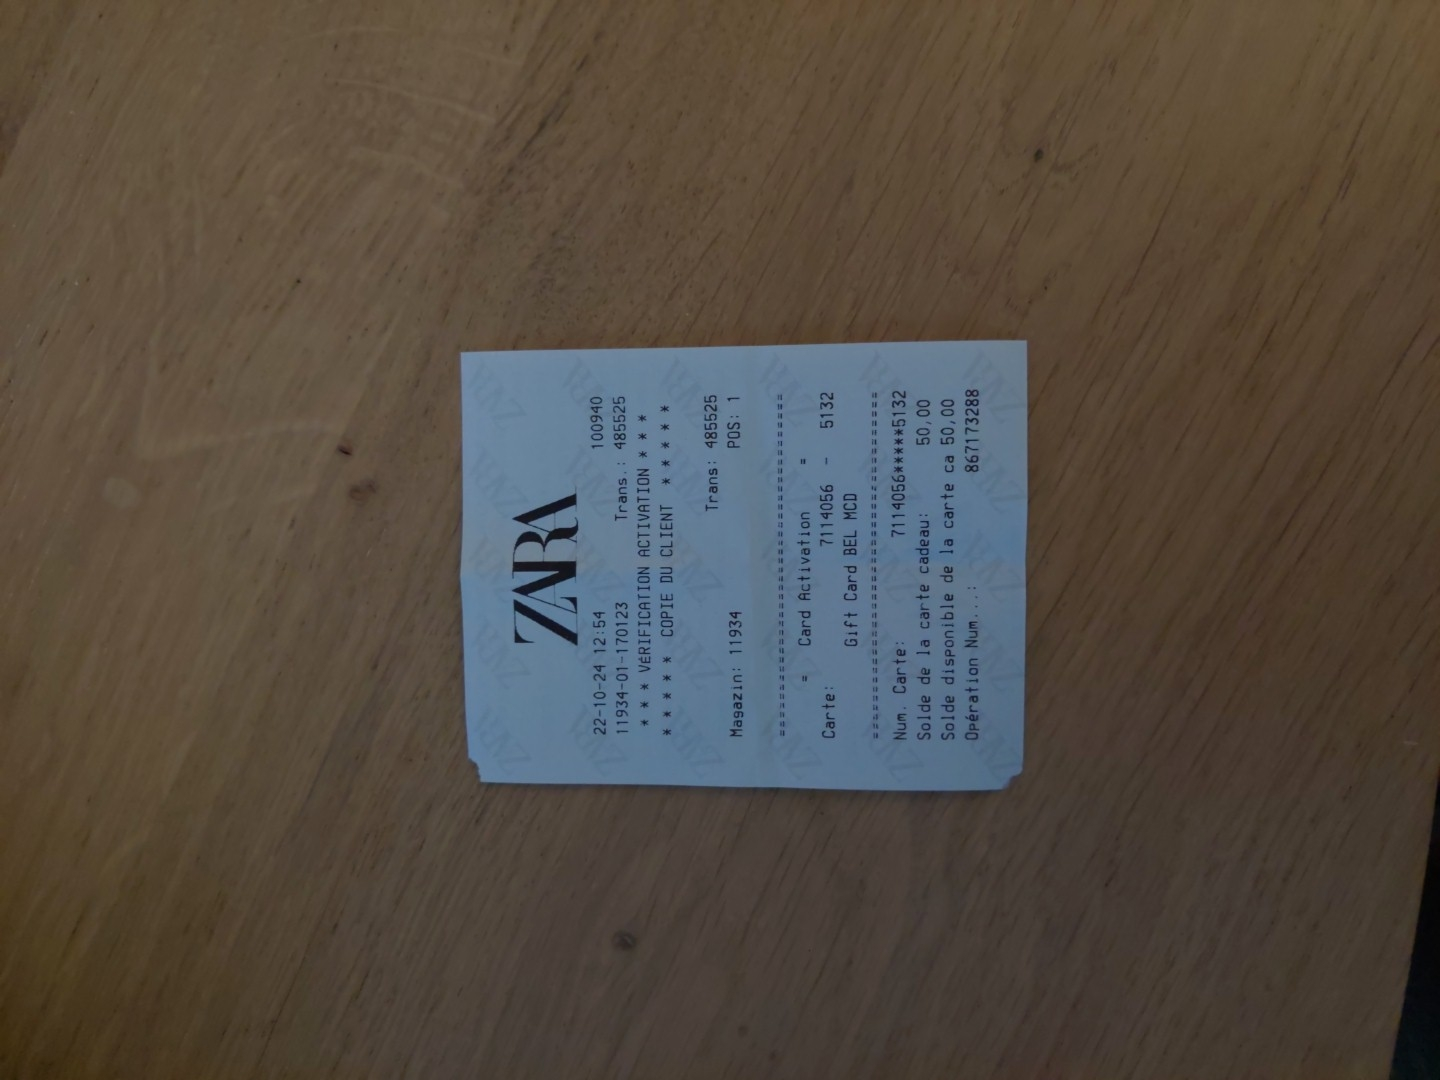 ZARA
22-10-24 12:54 100940
11934-01-170123 Trans.: 485525
* * * VÉRIFICATION ACTIVATION * * *
* * * * * COPIE DU CLIENT * * * * *
Trans: 485525
Magazin: 11934 POS: 1
======================================
= Card Activation =
Carte: 7114056 - 5132
Gift Card BEL MCD
======================================
Num. Carte: 7114056*****5132
Solde de la carte cadeau: 50,00
Solde disponible de la carte ca 50,00
Opération Num...: 867173288